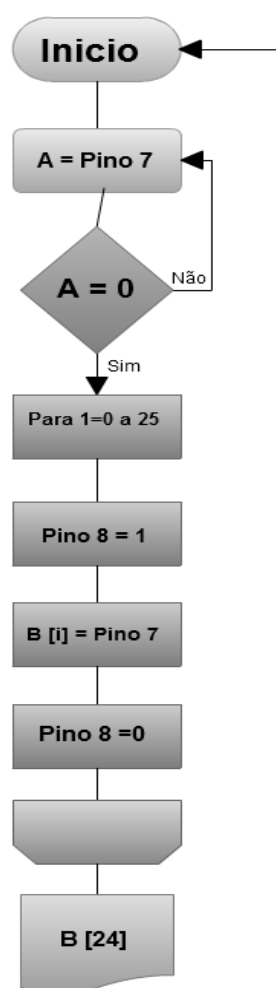 Inicio
A = Pino 7
A = 0
Não
Sim
Para 1=0 a 25
Pino 8 = 1
B [i] = Pino 7
Pino 8 =0
B [24]